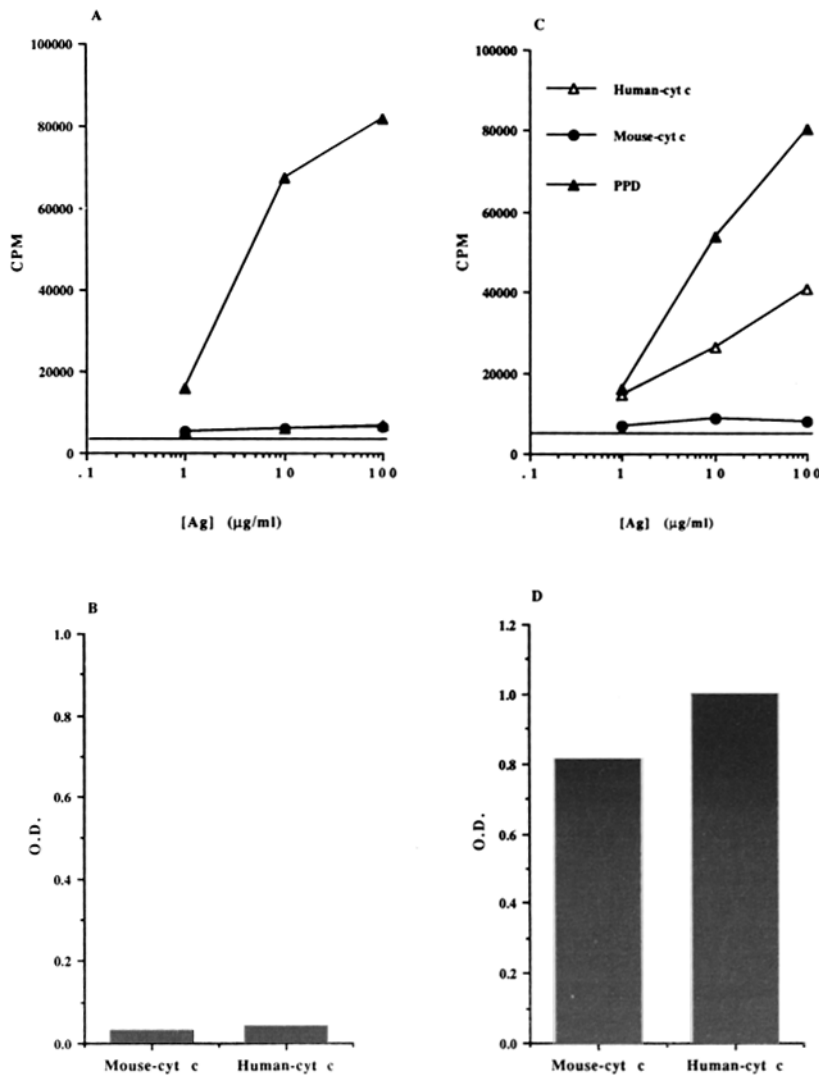 A
100000
80000
60000
40000
20000
0
CPM
.1 1 10 100
[Ag] (µg/ml)
C
100000
80000
60000
40000
20000
0
CPM
Human-cyt c
Mouse-cyt c
PPD
.1 1 10 100
[Ag] (µg/ml)
B
1.0
0.8
0.6
0.4
0.2
0.0
O.D.
Mouse-cyt c Human-cyt c
D
1.2
1.0
0.8
0.6
0.4
0.2
0.0
O.D.
Mouse-cyt c Human-cyt c